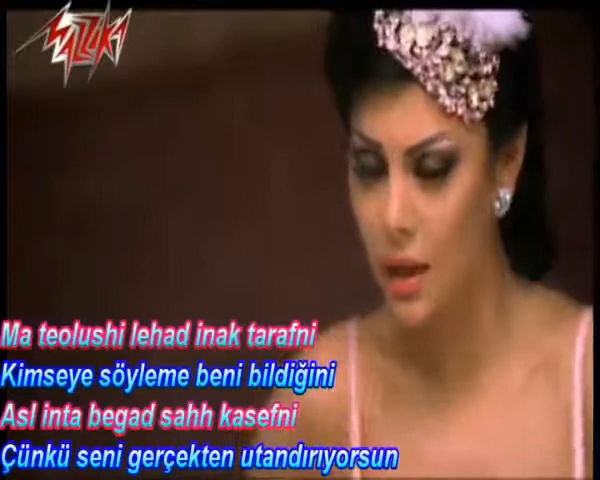 MAZZIKA
Ma teolushi lehad inak tarafni
Kimseye söyleme beni bildiğini
Asl inta begad sahh kasefni
Çünkü seni gerçekten utandırıyorsun